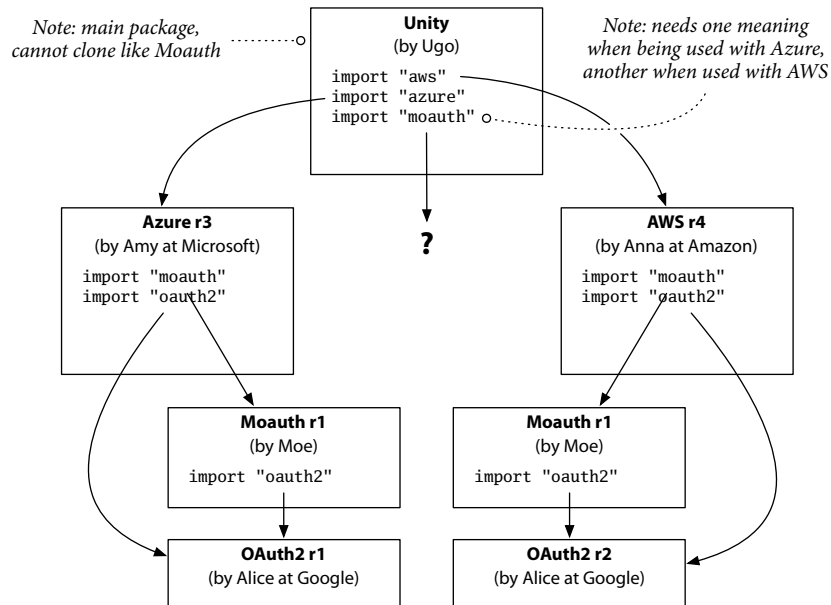 Note: main package,
cannot clone like Moauth
Unity
(by Ugo)
import "aws"
import "azure"
import "moauth"
Note: needs one meaning
when being used with Azure,
another when used with AWS
Azure r3
(by Amy at Microsoft)
import "moauth"
import "oauth2"
?
AWS r4
(by Anna at Amazon)
import "moauth"
import "oauth2"
Moauth r1
(by Moe)
import "oauth2"
Moauth r1
(by Moe)
import "oauth2"
OAuth2 r1
(by Alice at Google)
OAuth2 r2
(by Alice at Google)